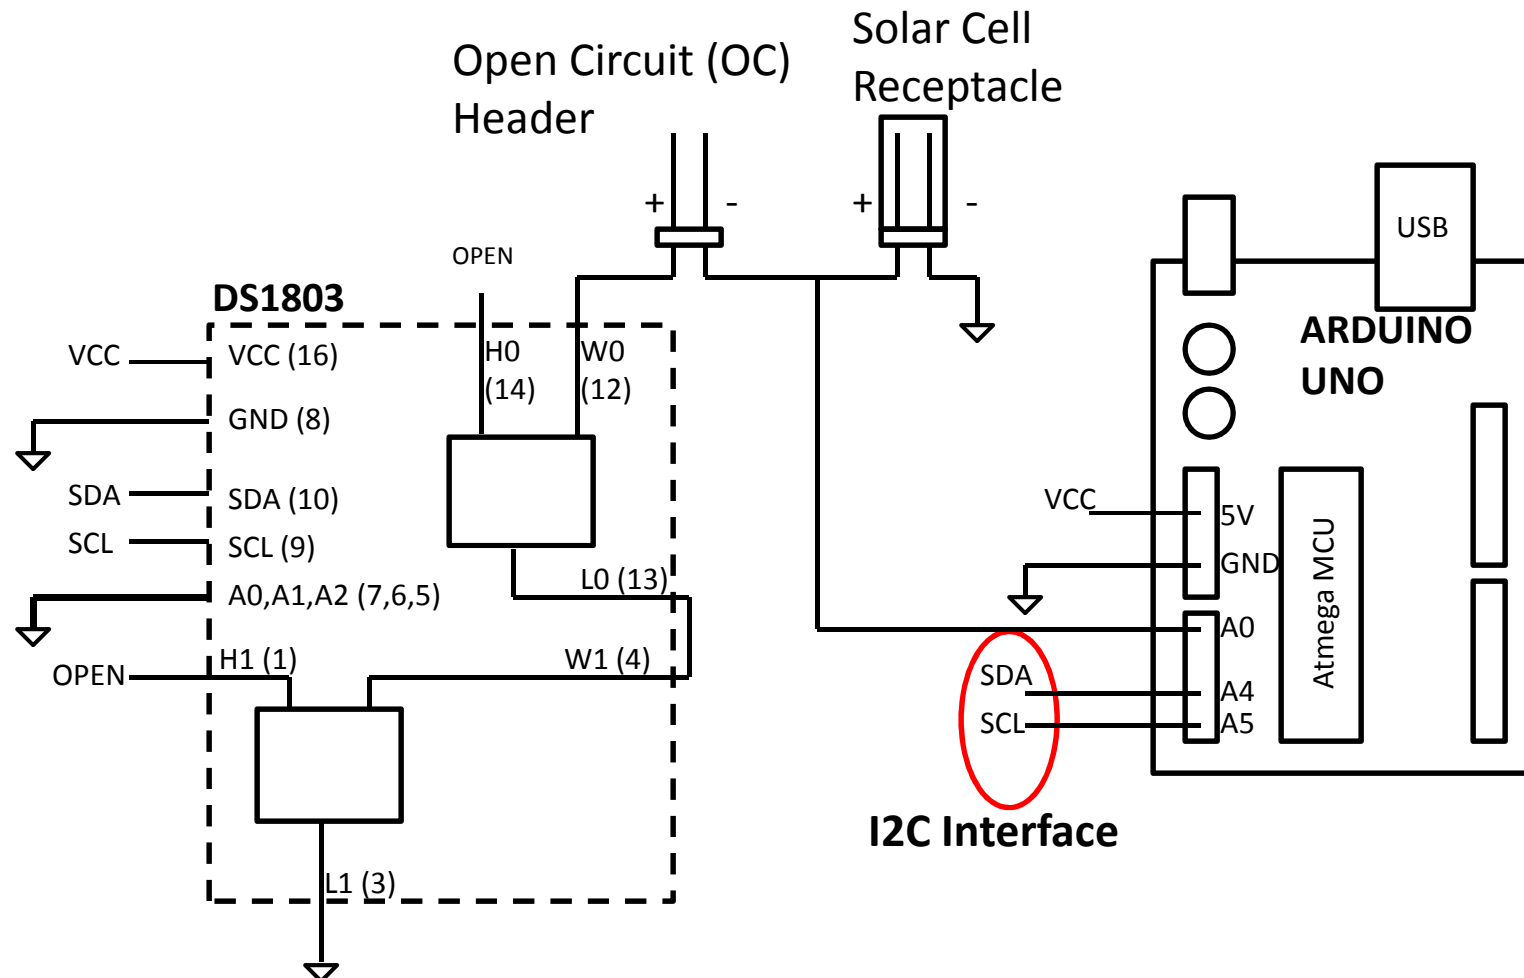 Open Circuit (OC)
Header
Solar Cell
Receptacle
+ -
+ -
USB
OPEN
DS1803
ARDUINO
UNO
VCC
VCC (16)
H0
(14)
W0
(12)
GND (8)
SDA
SDA (10)
SCL
SCL (9)
VCC
5V
GND
Atmega MCU
L0 (13)
A0,A1,A2 (7,6,5)
A0
H1 (1)
W1 (4)
OPEN
SDA
A4
SCL
A5
I2C Interface
L1 (3)